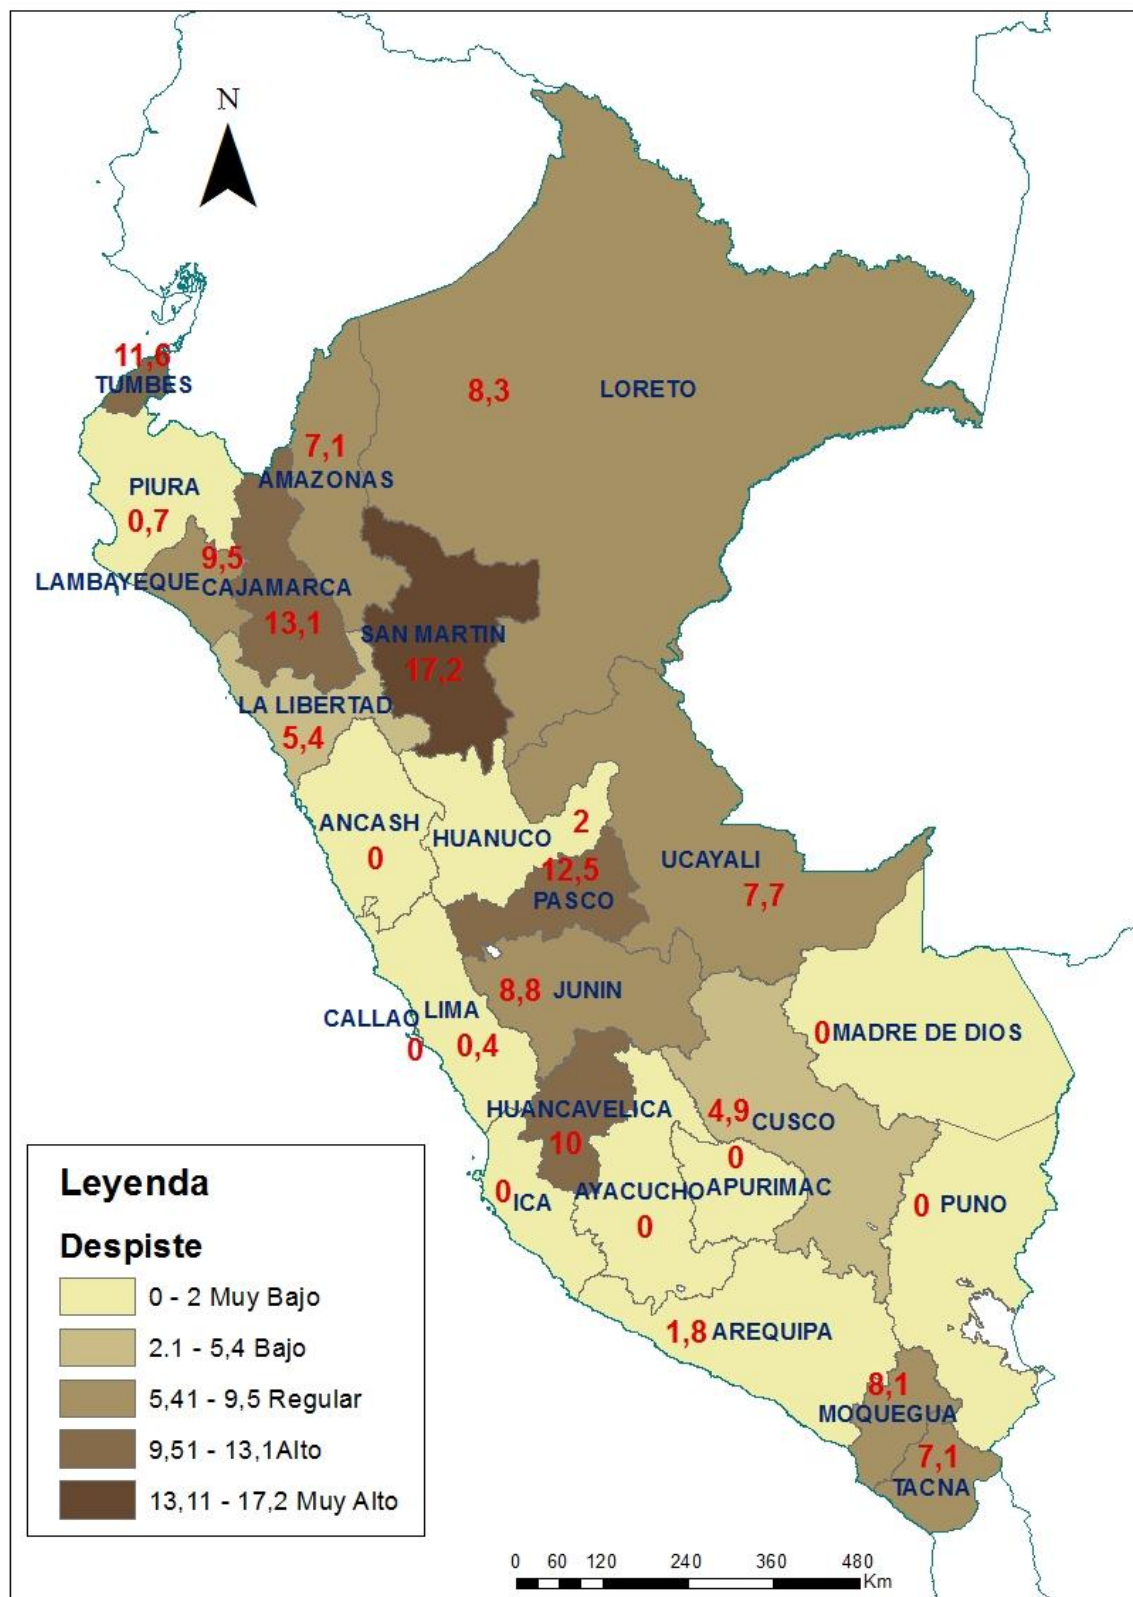 N
11,6
TUMBES
8,3
LORETO
7,1
AMAZONAS
PIURA
0,7
9,5
LAMBAYEQUE
CAJAMARCA
13,1
SAN MARTIN
17,2
LA LIBERTAD
5,4
ANCASH
0
HUANUCO
2
12,5
PASCO
UCAYALI
7,7
8,8 JUNIN
CALLAO
0
LIMA
0,4
0 MADRE DE DIOS
HUANCAVELICA
10
4,9
CUSCO
0
APURIMAC
0
ICA
AYACUCHO
0
0 PUNO
1,8 AREQUIPA
8,1
MOQUEGUA
7,1
TACNA
Leyenda
Despiste
0 - 2 Muy Bajo
2.1 - 5,4 Bajo
5,41 - 9,5 Regular
9,51 - 13,1Alto
13,11 - 17,2 Muy Alto
0 60 120 240 360 480
Km